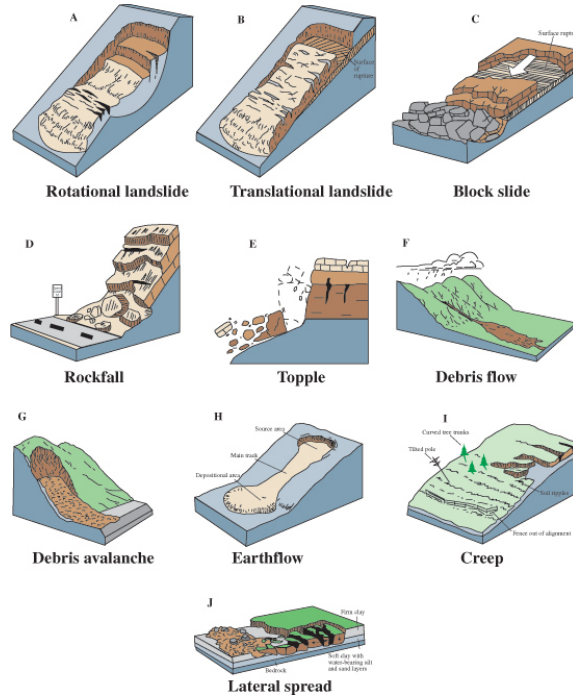 A
B
C
Surface of rupture
Surface rupt
Rotational landslide
Translational landslide
Block slide
D
E
F
Rockfall
Topple
Debris flow
G
H
I
Source area
Main track
Depositional area
Curved tree trunks
Tilted pole
Soil ripples
Fence out of alignment
Debris avalanche
Earthflow
Creep
J
Firm clay
Soft clay with
water-bearing silt
and sand layers
Bedrock
Lateral spread